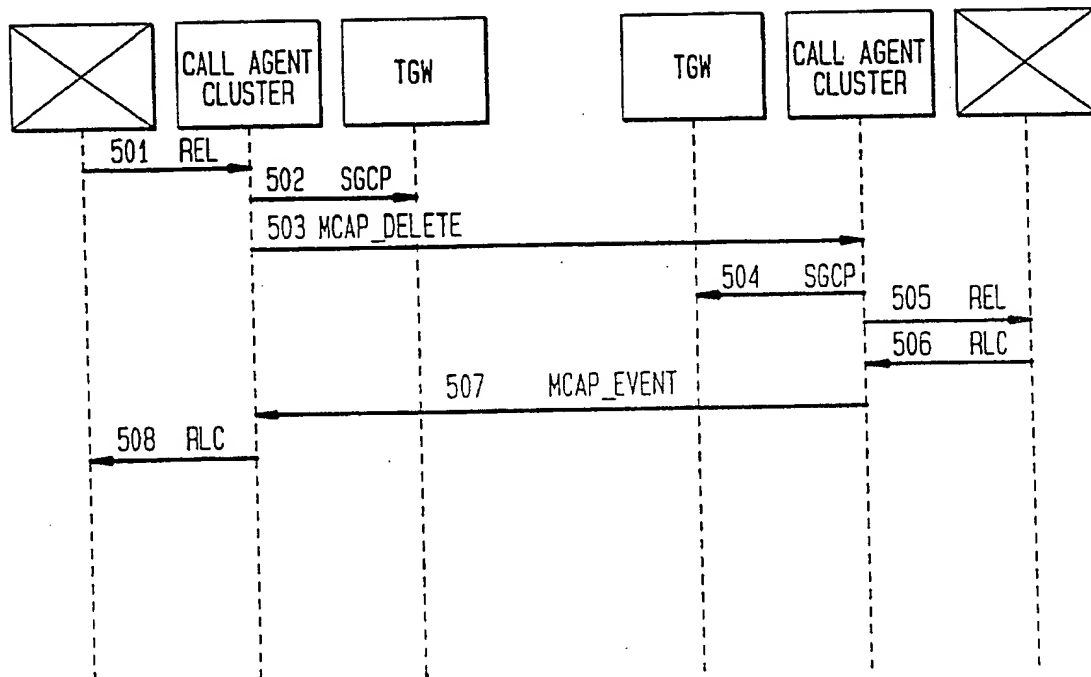 CALL AGENT
CLUSTER
TGW
TGW
CALL AGENT
CLUSTER
501 REL
502 SGCP
503 MCAP_DELETE
504 SGCP
505 REL
506 RLC
507 MCAP_EVENT
508 RLC